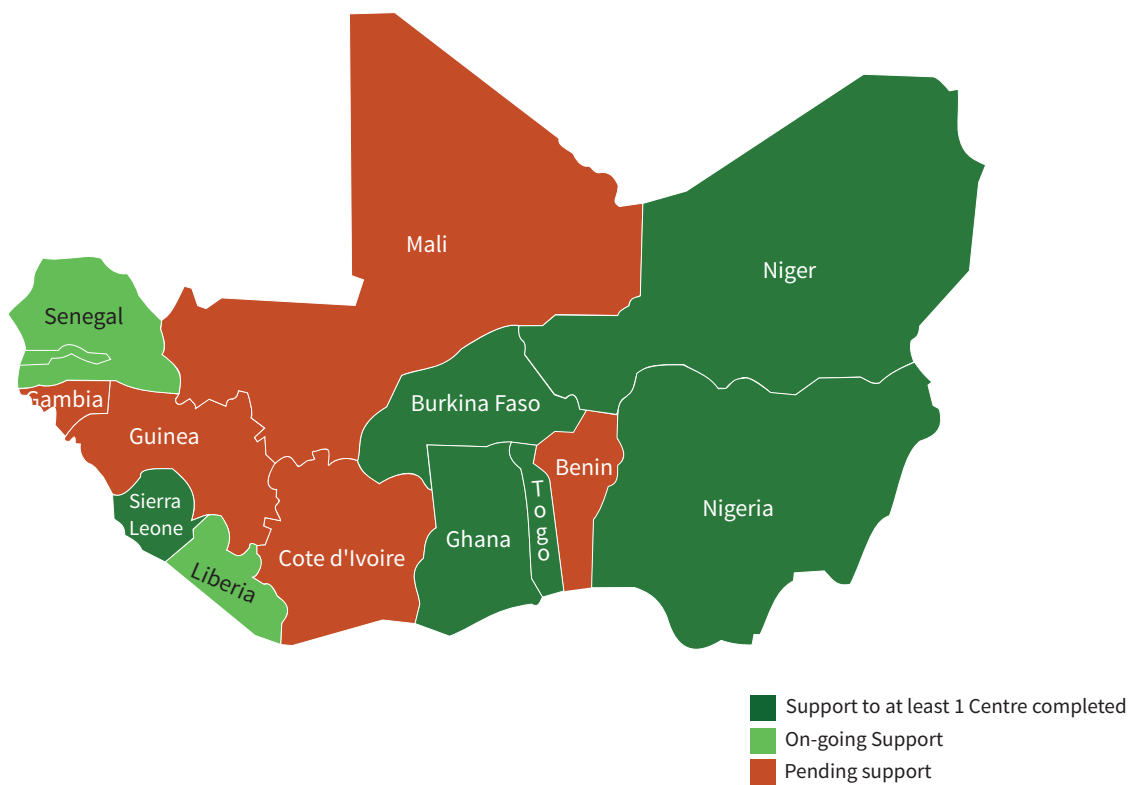 Mali
Niger
Senegal
Gambia
Burkina Faso
Guinea
Benin
Sierra
Leone
Togo
Nigeria
Ghana
Cote d'Ivoire
Liberia
Support to at least 1 Centre completed
On-going Support
Pending support